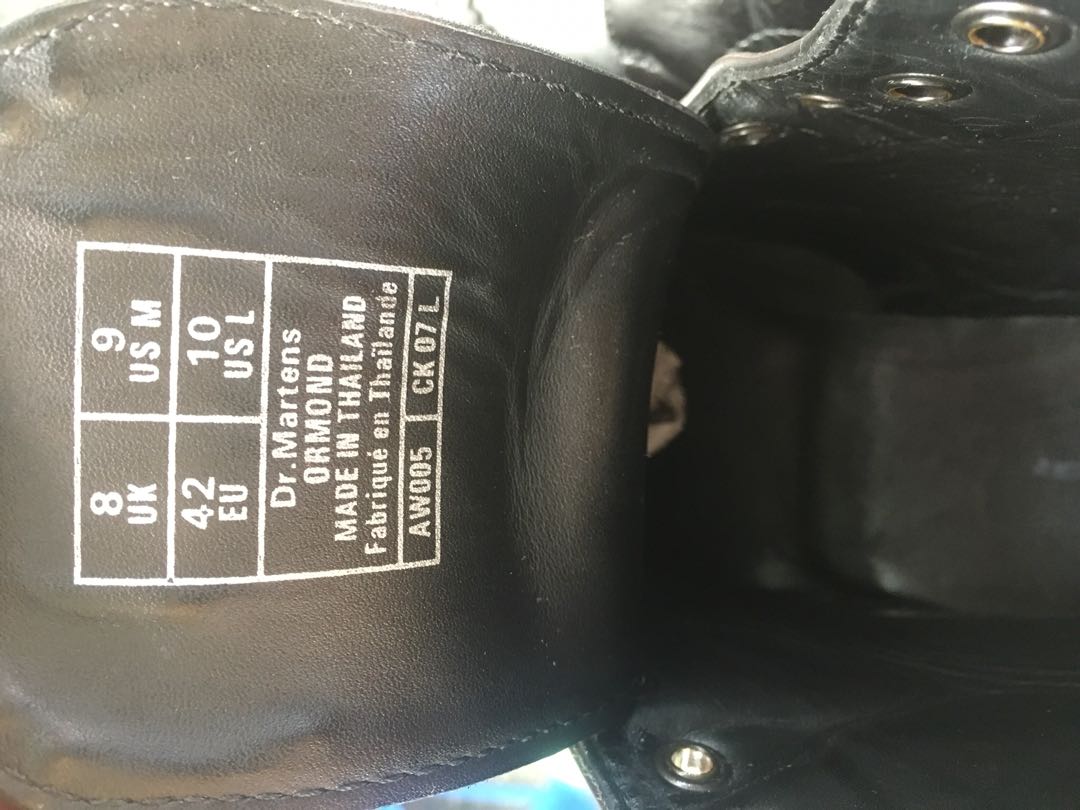 8 9
UK US M
42 10
EU US L
Dr.Martens
ORMOND
MADE IN THAILAND
Fabriqué en Thaïlande
AW005 CK 07 L